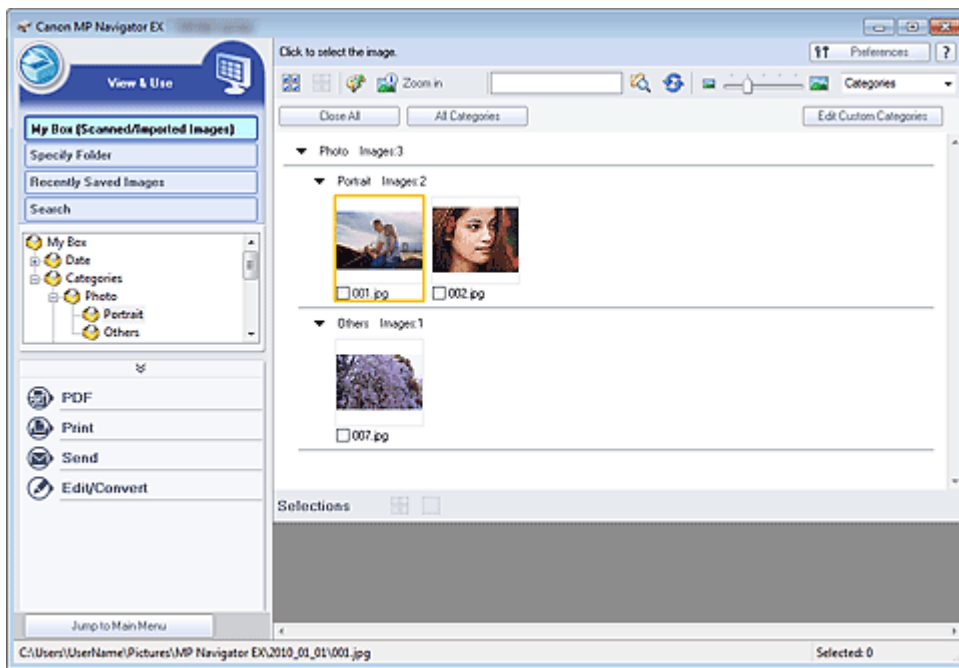 Canon MP Navigator EX
View & Use
My Box (Scanned/Imported Images)
Specify Folder
Recently Saved Images
Search
My Box
Date
Categories
Photo
Portrait
Others
PDF
Print
Send
Edit/Convert
Jump to Main Menu
Click to select the image.
Preferences
?
Zoom in
Categories
Close All
All Categories
Edit Custom Categories
Photo Images:3
Portrait Images:2
001.jpg
002.jpg
Others Images:1
007.jpg
Selections
C:\Users\UserName\Pictures\MP Navigator EX\2010_01_01\001.jpg
Selected: 0